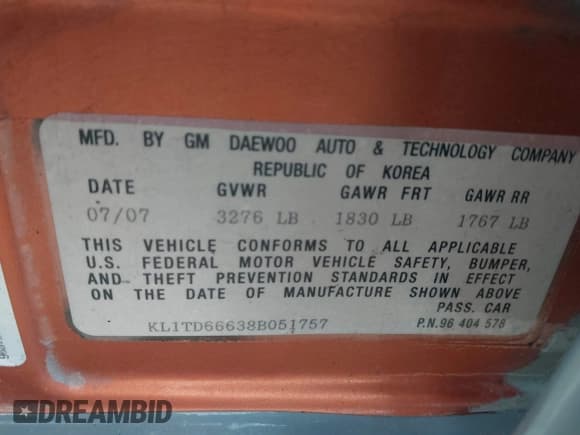 MFD. BY GM DAEWOO AUTO & TECHNOLOGY COMPANY
REPUBLIC OF KOREA
DATE GVWR GAWR FRT GAWR RR
07/07 3276 LB 1830 LB 1767 LB
THIS VEHICLE CONFORMS TO ALL APPLICABLE
U.S. FEDERAL MOTOR VEHICLE SAFETY, BUMPER,
AND THEFT PREVENTION STANDARDS IN EFFECT
ON THE DATE OF MANUFACTURE SHOWN ABOVE
PASS. CAR
KL1TD66638B051757 P.N.96 404 578
DREAMBID